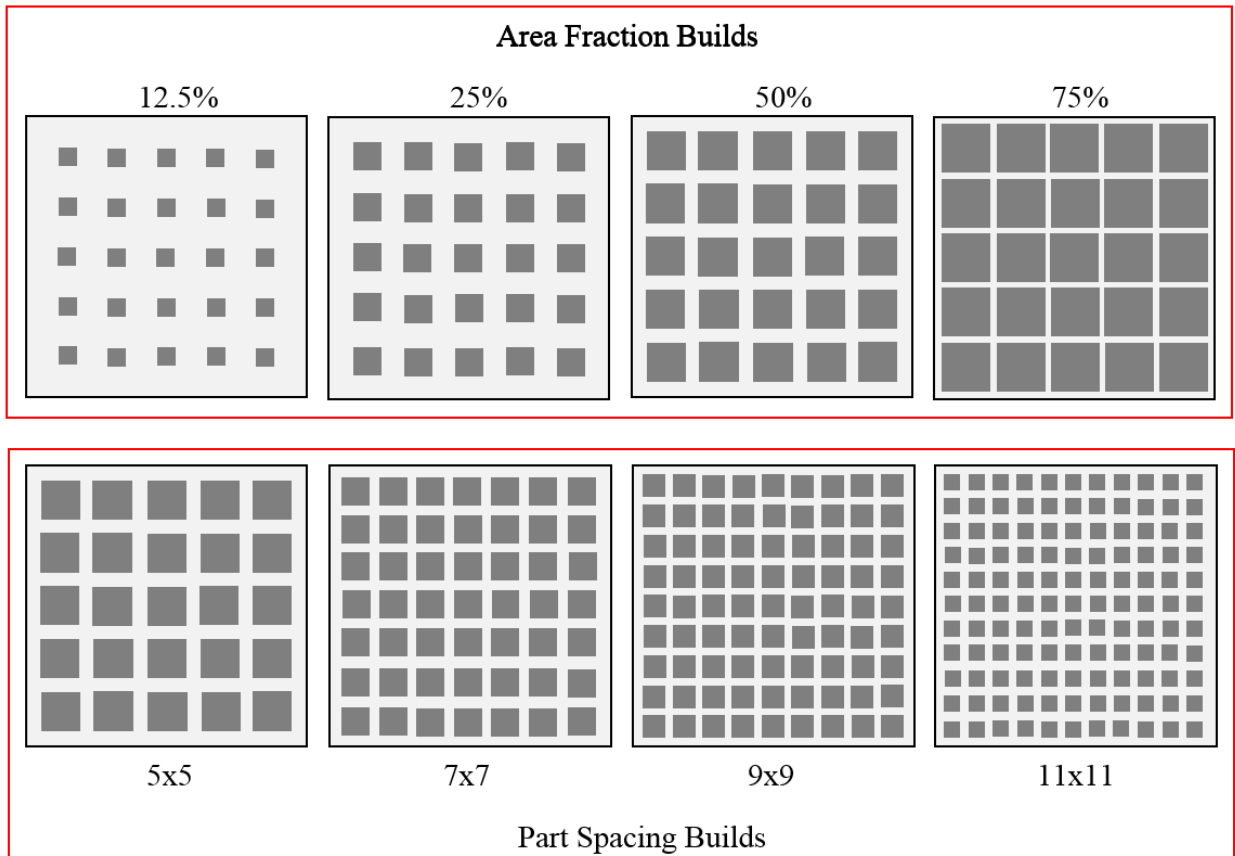 Area Fraction Builds
12.5% 25% 50% 75%
5x5 7x7 9x9 11x11
Part Spacing Builds